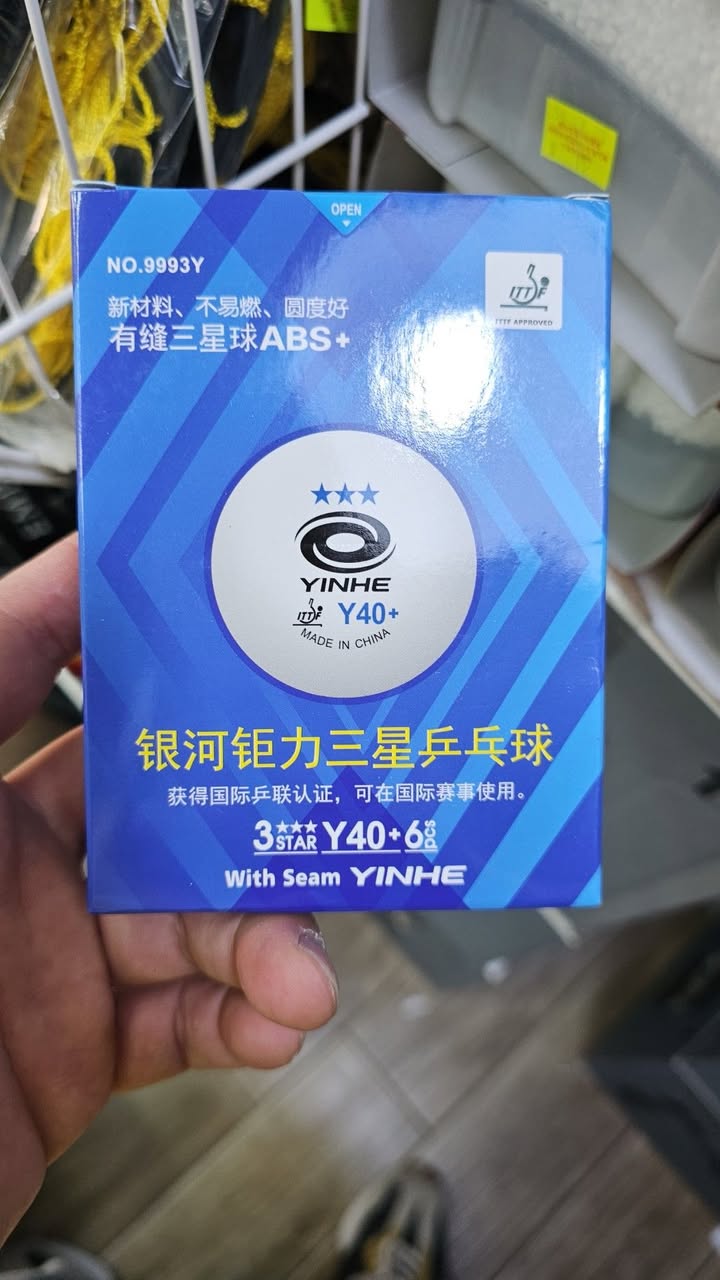 OPEN
NO.9993Y
ITTF
ITTF APPROVED
新材料、不易燃、圆度好
有缝三星球ABS+
YINHE
ITTF Y40+
MADE IN CHINA
银河钜力三星乒乓球
获得国际乒联认证，可在国际赛事使用。
3 STAR Y40+ 6 pcs
With Seam YINHE